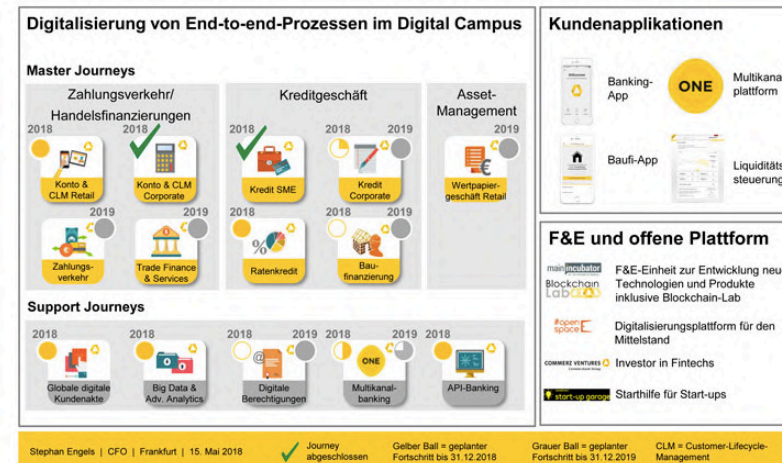 Digitalisierung von End-to-end-Prozessen im Digital Campus
Master Journeys
Zahlungsverkehr/
Handelsfinanzierungen
2018
Konto &
CLM Retail
2018
Konto & CLM
Corporate
2019
Zahlungs-
verkehr
2019
Trade Finance
& Services
Kreditgeschäft
2018
Kredit SME
2018 2019
Kredit
Corporate
2018
%
Ratenkredit
2018 2019
Bau-
finanzierung
Asset-
Management
2019
€
Wertpapier-
geschäft Retail
Support Journeys
2018
Globale digitale
Kundenakte
2018
Big Data &
Adv. Analytics
2018 2019
@
Digitale
Berechtigungen
2018 2019
ONE
Multikanal-
banking
2018
API-Banking
Kundenapplikationen
Banking-
App
ONE
Multikana
plattform
Baufi-App
Liquiditäts
steuerung
F&E und offene Plattform
mainincubator
Blockchain
Lab
F&E-Einheit zur Entwicklung neu
Technologien und Produkte
inklusive Blockchain-Lab
#open
space
Digitalisierungsplattform für den
Mittelstand
COMMERZ VENTURES
Investor in Fintechs
start-up garage
Starthilfe für Start-ups
Stephan Engels | CFO | Frankfurt | 15. Mai 2018
Journey
abgeschlossen
Gelber Ball = geplanter
Fortschritt bis 31.12.2018
Grauer Ball = geplanter
Fortschritt bis 31.12.2019
CLM = Customer-Lifecycle-
Management